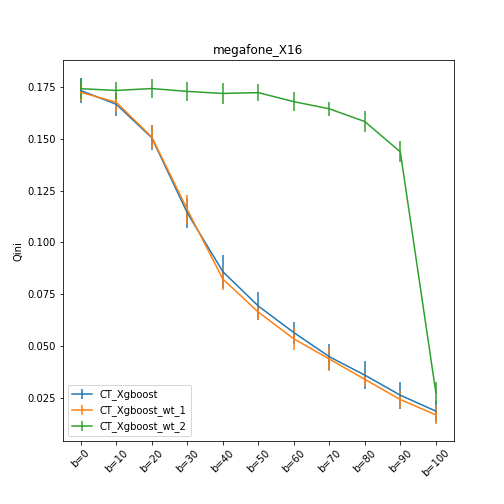 megafone_X16
Qini
0.175
0.150
0.125
0.100
0.075
0.050
0.025
CT_Xgboost
CT_Xgboost_wt_1
CT_Xgboost_wt_2
b=0
b=10
b=20
b=30
b=40
b=50
b=60
b=70
b=80
b=90
b=100